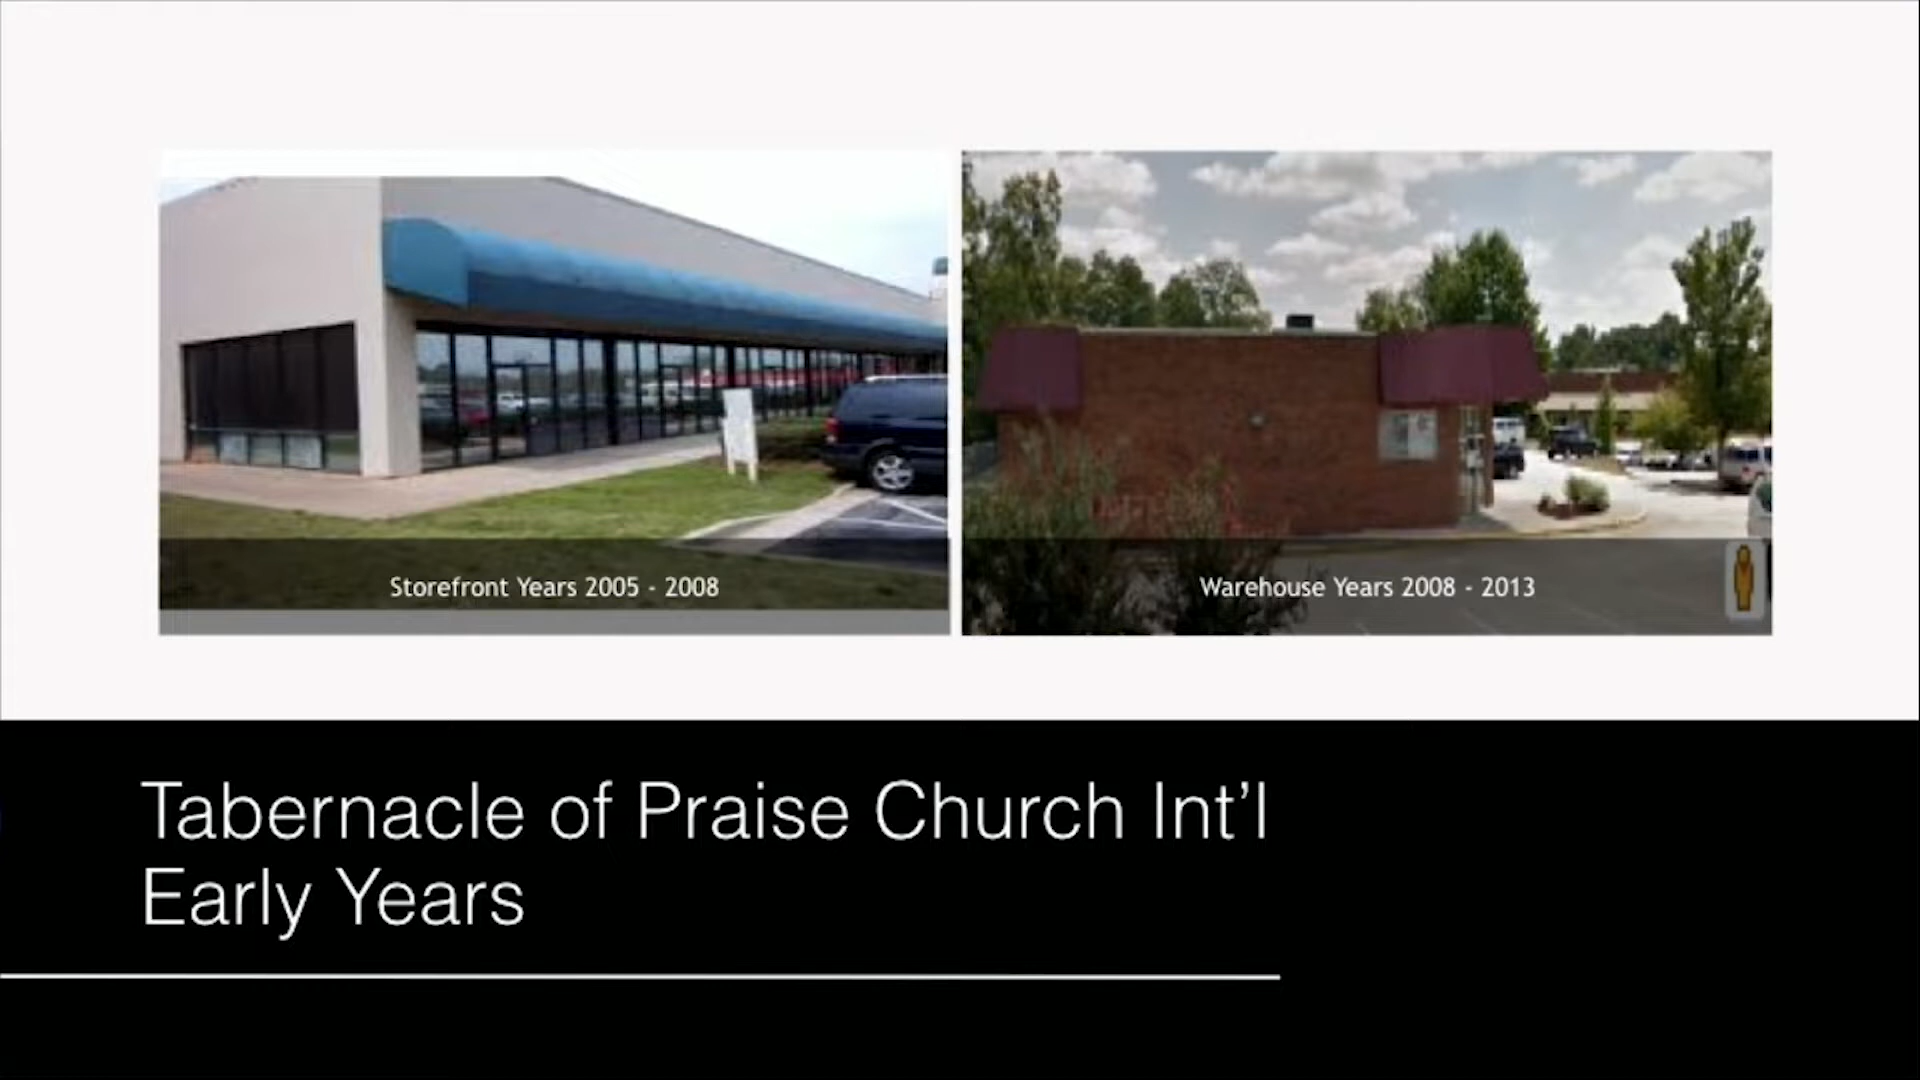 Storefront Years 2005 - 2008
Warehouse Years 2008 - 2013
Tabernacle of Praise Church Int'l
Early Years